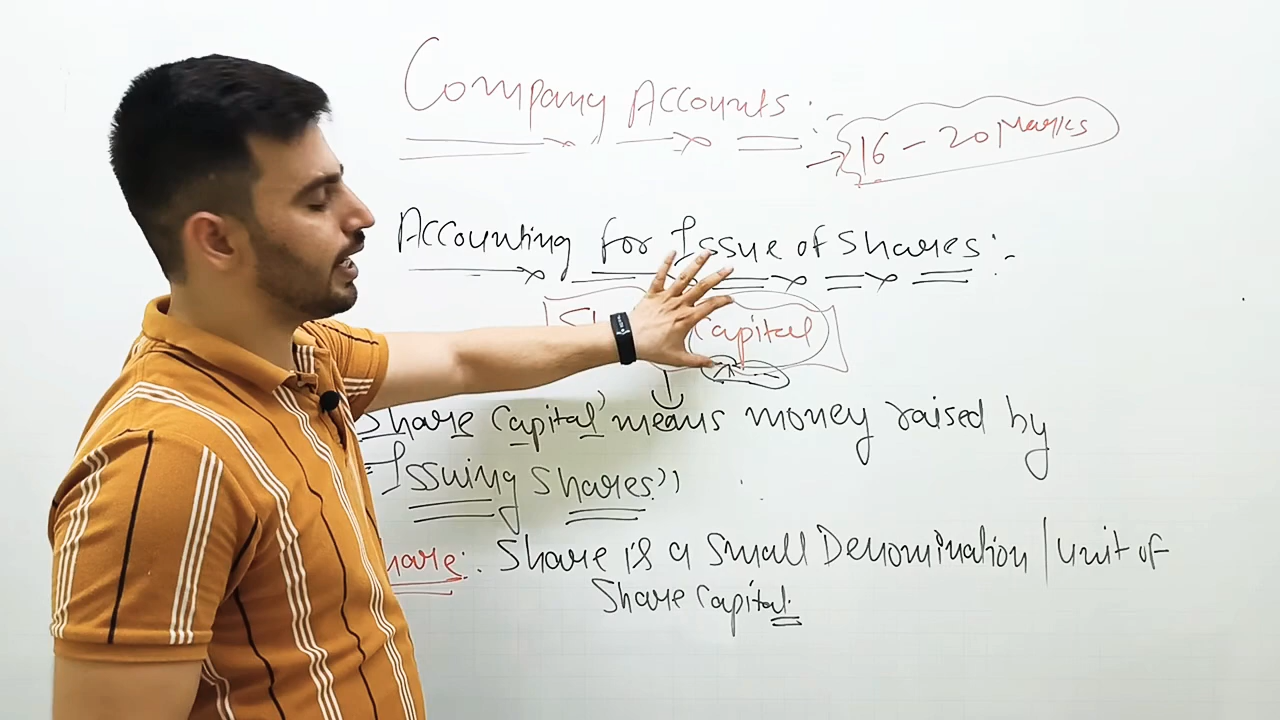 Company Accounts :-
16 - 20 Marks
Accounting for Issue of Shares :-
Capital
Share Capital' means money raised by
Issuing Shares''
hare : Share is a Small Denomination / Unit of
Share Capital.